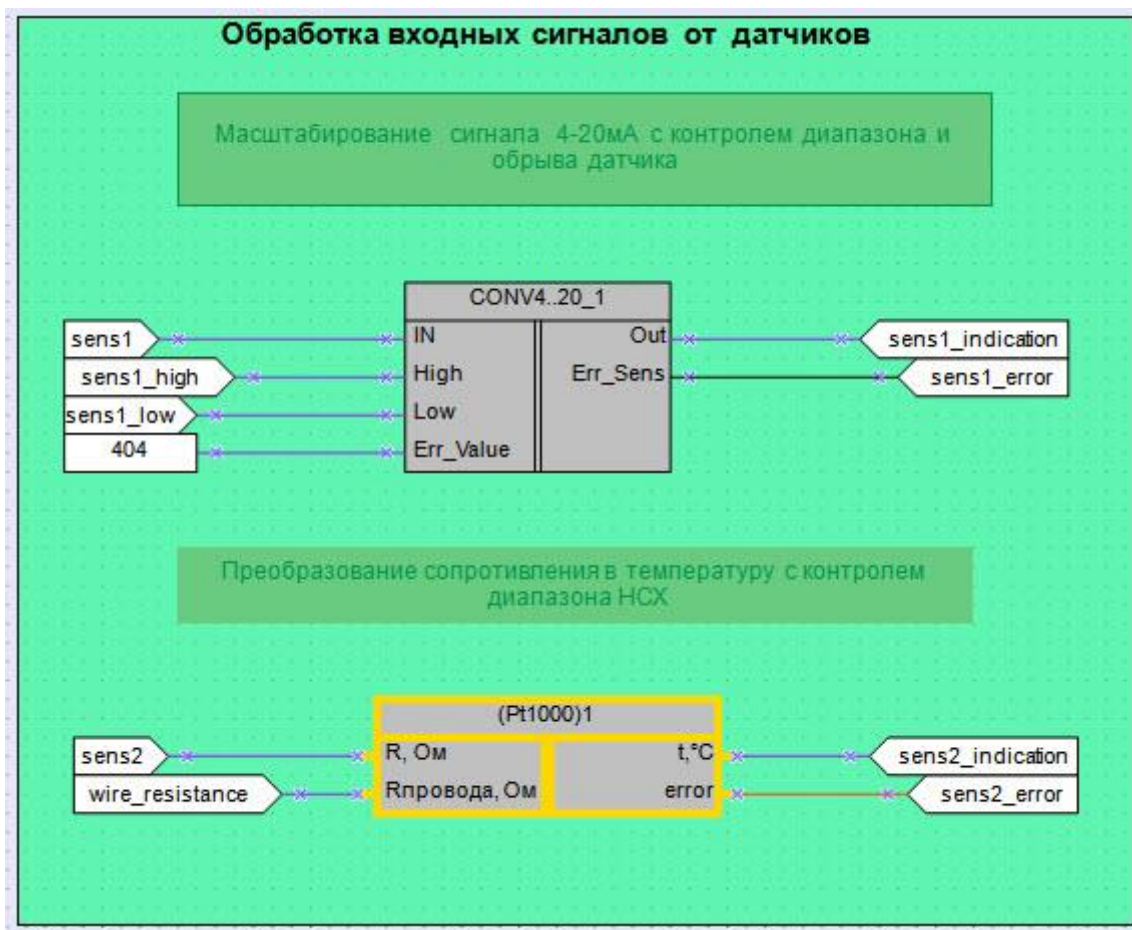 Обработка входных сигналов от датчиков
Масштабирование сигнала 4-20мА с контролем диапазона и
обрыва датчика
CONV4..20_1
sens1
IN
Out
sens1_indication
sens1_high
High
Err_Sens
sens1_error
sens1_low
Low
404
Err_Value
Преобразование сопротивления в температуру с контролем
диапазона НСХ
(Pt1000)1
sens2
R, Ом
t,°C
sens2_indication
wire_resistance
Rпровода, Ом
error
sens2_error